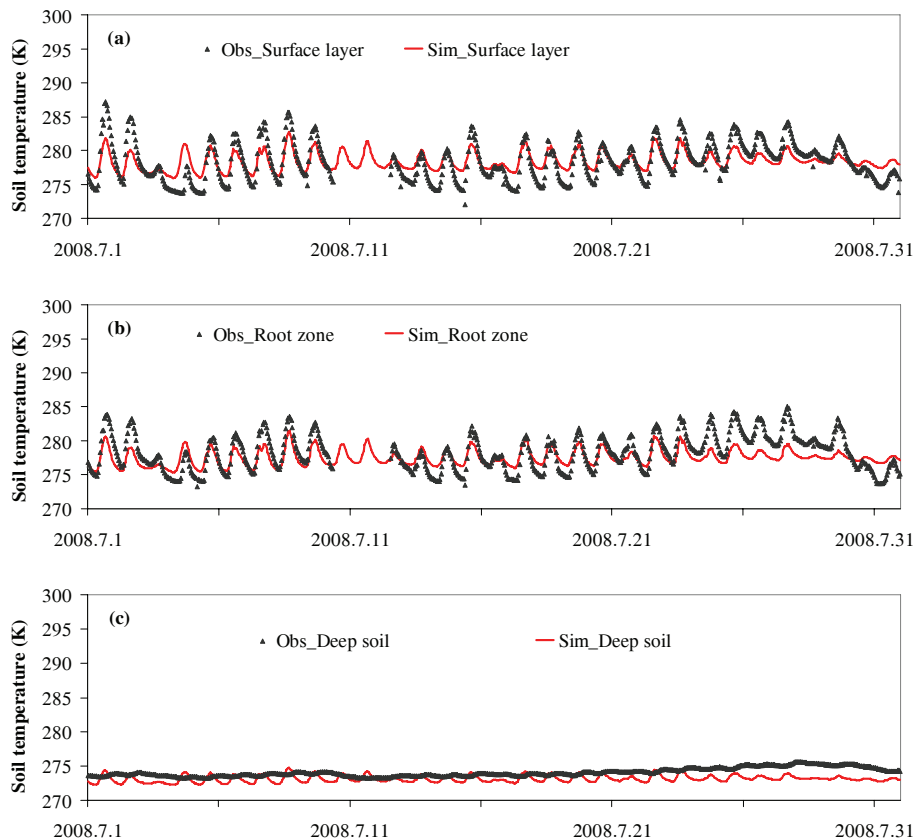 (a)
Obs_Surface layer
Sim_Surface layer
Soil temperature (K)
300
295
290
285
280
275
270
2008.7.1
2008.7.11
2008.7.21
2008.7.31
(b)
Obs_Root zone
Sim_Root zone
Soil temperature (K)
300
295
290
285
280
275
270
2008.7.1
2008.7.11
2008.7.21
2008.7.31
(c)
Obs_Deep soil
Sim_Deep soil
Soil temperature (K)
300
295
290
285
280
275
270
2008.7.1
2008.7.11
2008.7.21
2008.7.31